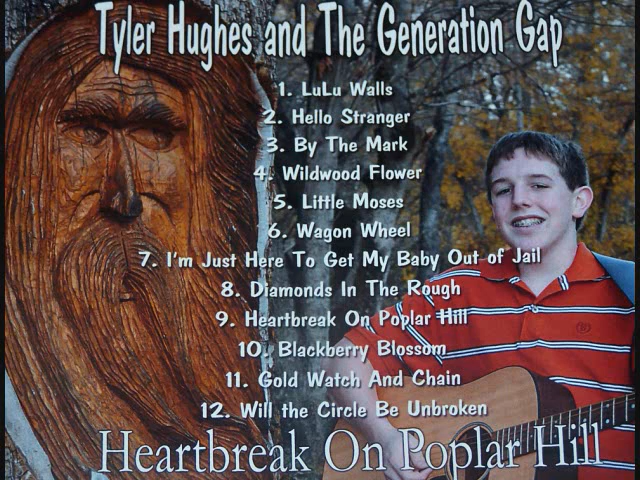 Tyler Hughes and The Generation Gap
1. LuLu Walls
2. Hello Stranger
3. By The Mark
4. Wildwood Flower
5. Little Moses
6. Wagon Wheel
7. I'm Just Here To Get My Baby Out of Jail
8. Diamonds In The Rough
9. Heartbreak On Poplar Hill
10. Blackberry Blossom
11. Gold Watch And Chain
12. Will the Circle Be Unbroken
Heartbreak On Poplar Hill